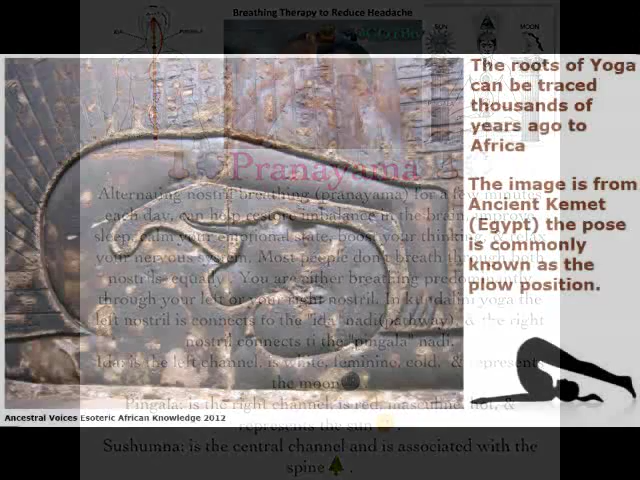 Breathing Therapy to Reduce Headache
IDA
PINGALA
SUN
MOON
The roots of Yoga
can be traced
thousands of
years ago to
Africa
The image is from
Ancient Kemet
(Egypt) the pose
is commonly
known as the
plow position.
Pranayama
Alternating nostril breathing (pranayama) for a few minutes
each day, can help restore imbalance in the brain, improve
sleep, calm your emotional state, boost your thinking, & relax
your nervous system. Most people don't breath through both
nostrils equally. You are either breathing predominantly
through your left or your right nostril. In kundalini yoga the
left nostril is connects to the "ida" nadi(pathway), & the right
nostril connects ti the "pingala" nadi.
Ida: is the left channel, is white, feminine, cold, & represent
the moon🌑
Pingala: is the right channel, is red, masculine, hot, &
represents the sun🌞.
Sushumna: is the central channel and is associated with the
spine🌲.
Ancestral Voices Esoteric African Knowledge 2012